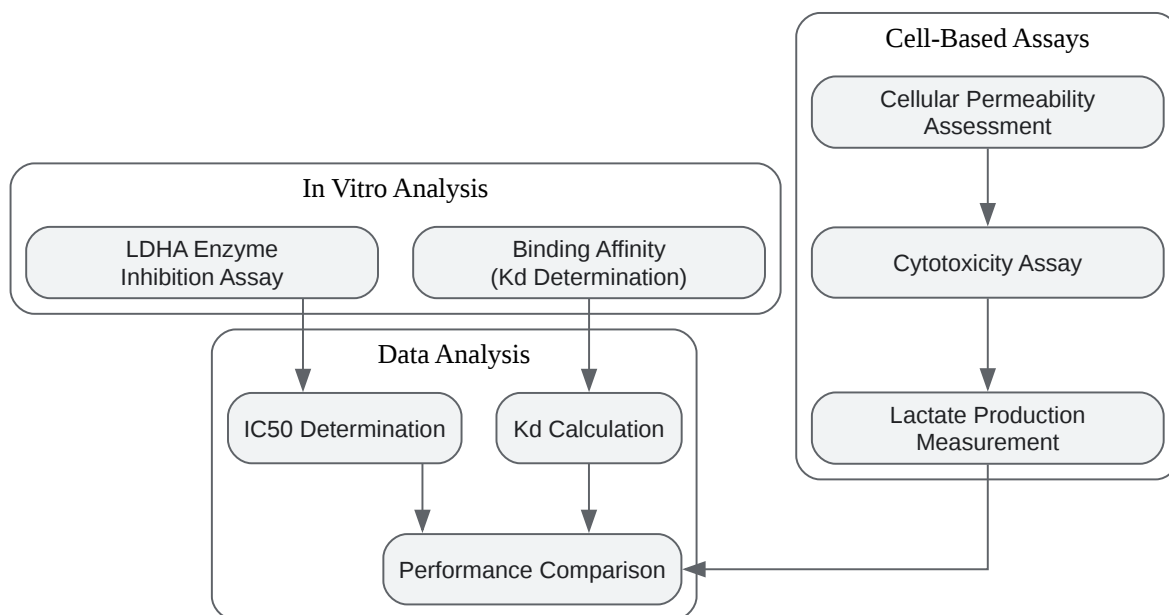 Cell-Based Assays
Cellular Permeability
Assessment
Cytotoxicity Assay
Lactate Production
Measurement
In Vitro Analysis
LDHA Enzyme
Inhibition Assay
Binding Affinity
(Kd Determination)
Data Analysis
IC50 Determination
Kd Calculation
Performance Comparison